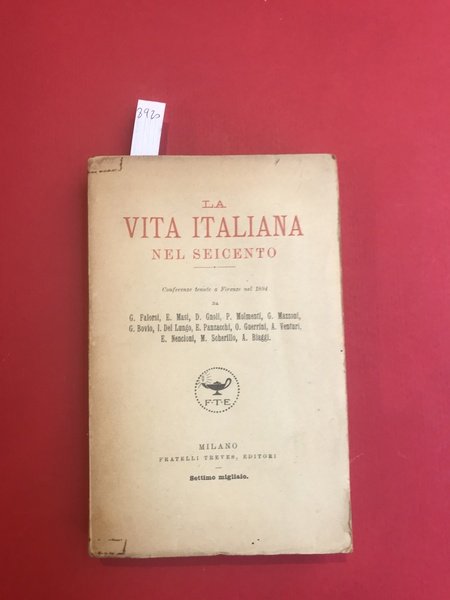 3920
LA
VITA ITALIANA
NEL SEICENTO
Conferenze tenute a Firenze nel 1894
DA
G. Falorsi, E. Masi, D. Gnoli, P. Molmenti, G. Mazzoni,
G. Bovio, I. Del Lungo, E. Panzacchi, O. Guerrini, A. Venturi.
E. Nencioni, M. Scherillo, A. Biaggi.
F·T·E
MILANO
FRATELLI TREVES, EDITORI
Settimo migliaio.